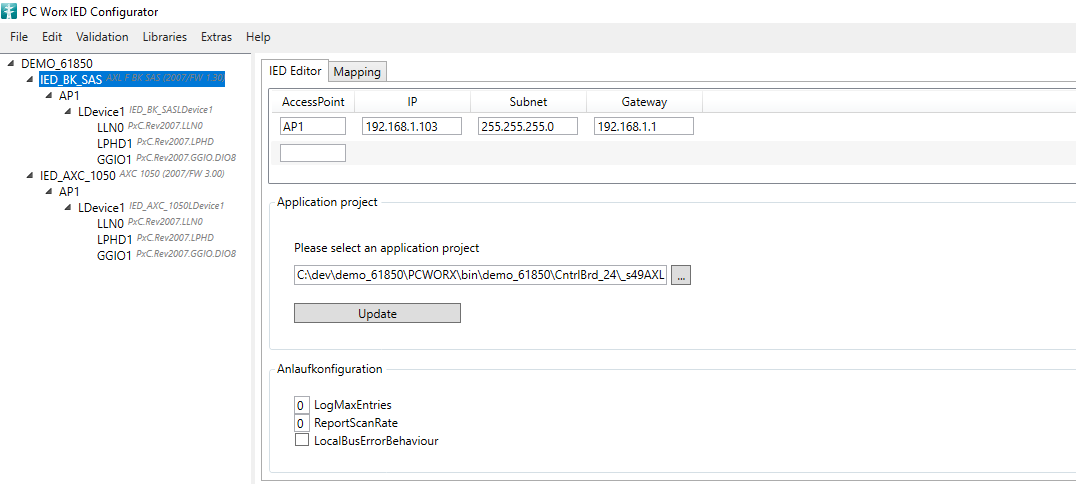 PC Worx IED Configurator
File Edit Validation Libraries Extras Help
DEMO_61850
IED_BK_SAS AXL F BK SAS (2007/FW 1.30)
AP1
LDevice1 IED_BK_SASLDevice1
LLN0 PxC.Rev2007.LLN0
LPHD1 PxC.Rev2007.LPHD
GGIO1 PxC.Rev2007.GGIO.DIO8
IED_AXC_1050 AXC 1050 (2007/FW 3.00)
AP1
LDevice1 IED_AXC_1050LDevice1
LLN0 PxC.Rev2007.LLN0
LPHD1 PxC.Rev2007.LPHD
GGIO1 PxC.Rev2007.GGIO.DIO8
IED Editor Mapping
AccessPoint IP Subnet Gateway
AP1 192.168.1.103 255.255.255.0 192.168.1.1
Application project
Please select an application project
C:\dev\demo_61850\PCWORX\bin\demo_61850\CntrlBrd_24\_s49AXL ...
Update
Anlaufkonfiguration
0 LogMaxEntries
0 ReportScanRate
LocalBusErrorBehaviour